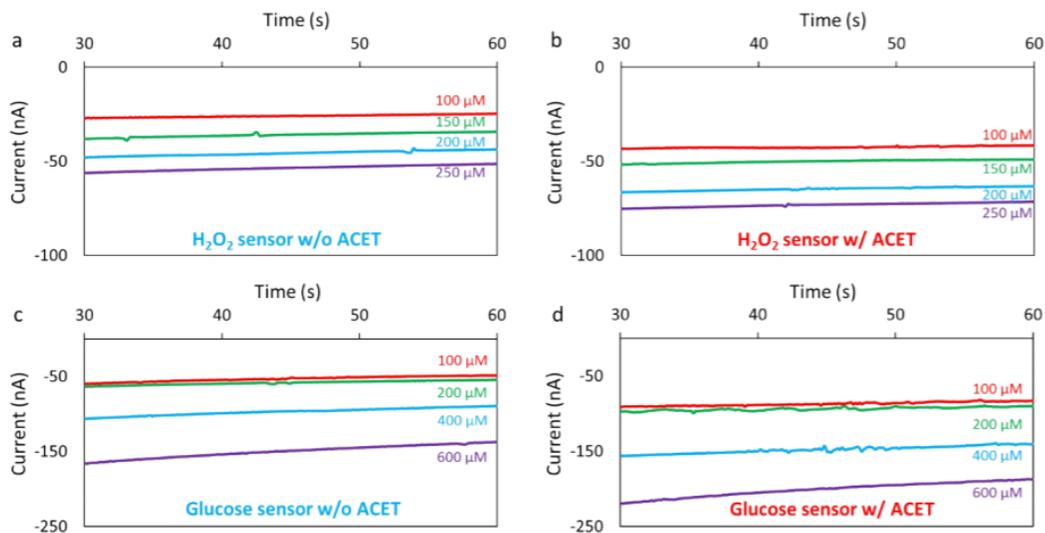 a
Time (s)
30 40 50 60
0
-50
-100
Current (nA)
100 µM
150 µM
200 µM
250 µM
H₂O₂ sensor w/o ACET
b
Time (s)
30 40 50 60
0
-50
-100
Current (nA)
100 µM
150 µM
200 µM
250 µM
H₂O₂ sensor w/ ACET
c
Time (s)
30 40 50 60
-50
-150
-250
Current (nA)
100 µM
200 µM
400 µM
600 µM
Glucose sensor w/o ACET
d
Time (s)
30 40 50 60
-50
-150
-250
Current (nA)
100 µM
200 µM
400 µM
600 µM
Glucose sensor w/ ACET